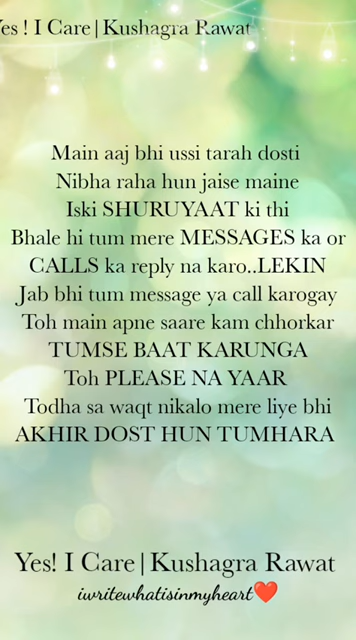 Yes ! I Care|Kushagra Rawat
Main aaj bhi ussi tarah dosti
Nibha raha hun jaise maine
Iski SHURUYAAT ki thi
Bhale hi tum mere MESSAGES ka or
CALLS ka reply na karo..LEKIN
Jab bhi tum message ya call karogay
Toh main apne saare kam chhorkar
TUMSE BAAT KARUNGA
Toh PLEASE NA YAAR
Todha sa waqt nikalo mere liye bhi
AKHIR DOST HUN TUMHARA
Yes! I Care|Kushagra Rawat
iwritewhatisinmyheart❤️